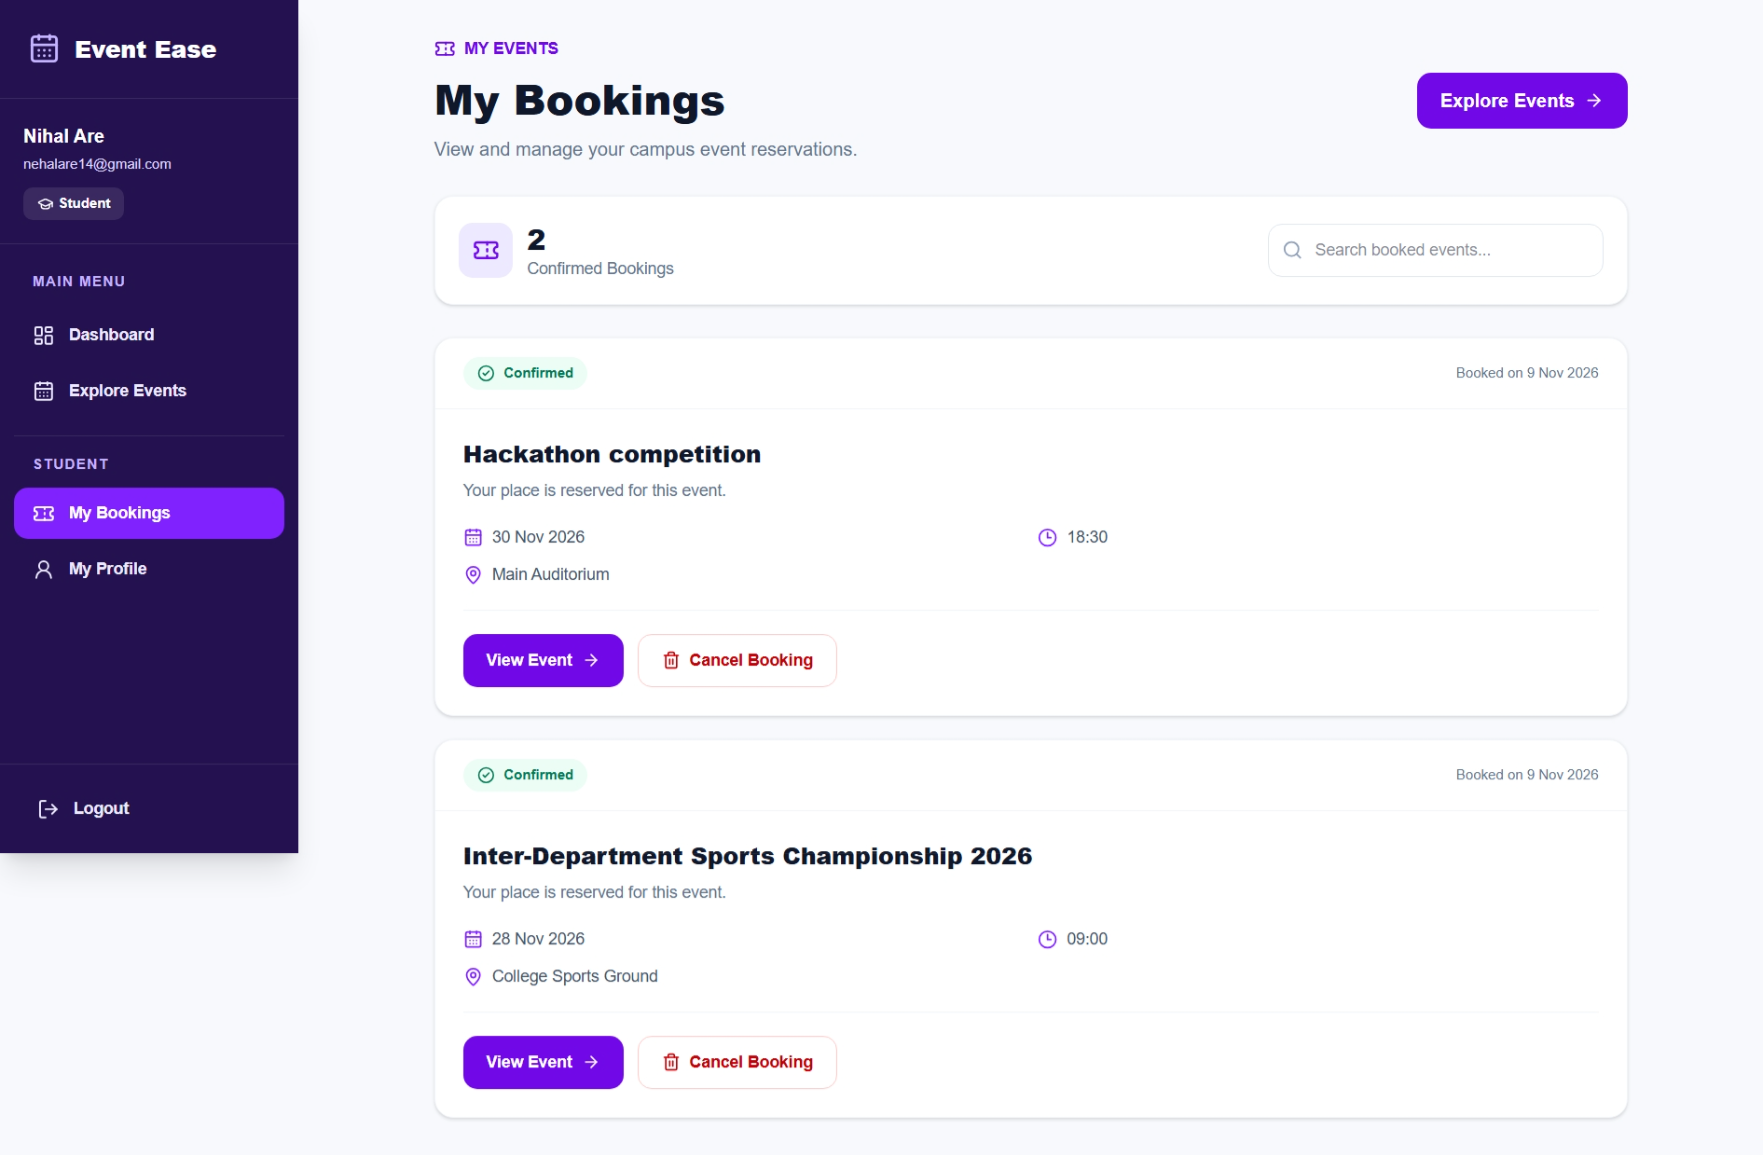 Event Ease
Nihal Are
nehalare14@gmail.com
Student
MAIN MENU
Dashboard
Explore Events
STUDENT
My Bookings
My Profile
Logout
MY EVENTS
My Bookings
View and manage your campus event reservations.
Explore Events
2
Confirmed Bookings
Search booked events...
Confirmed
Booked on 9 Nov 2026
Hackathon competition
Your place is reserved for this event.
30 Nov 2026
18:30
Main Auditorium
View Event
Cancel Booking
Confirmed
Booked on 9 Nov 2026
Inter-Department Sports Championship 2026
Your place is reserved for this event.
28 Nov 2026
09:00
College Sports Ground
View Event
Cancel Booking